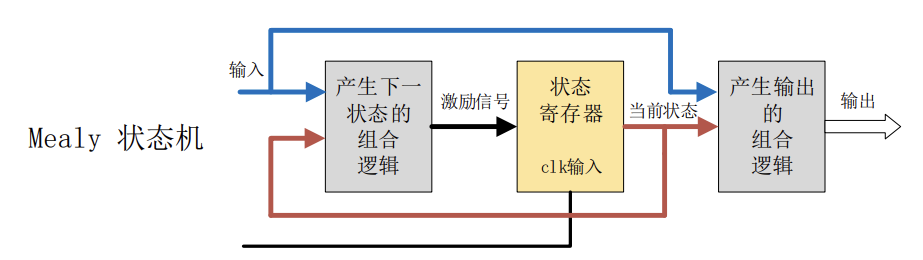 Mealy 状态机
输入
产生下一
状态的
组合
逻辑
激励信号
状态
寄存器
clk输入
当前状态
产生输出
的
组合
逻辑
输出